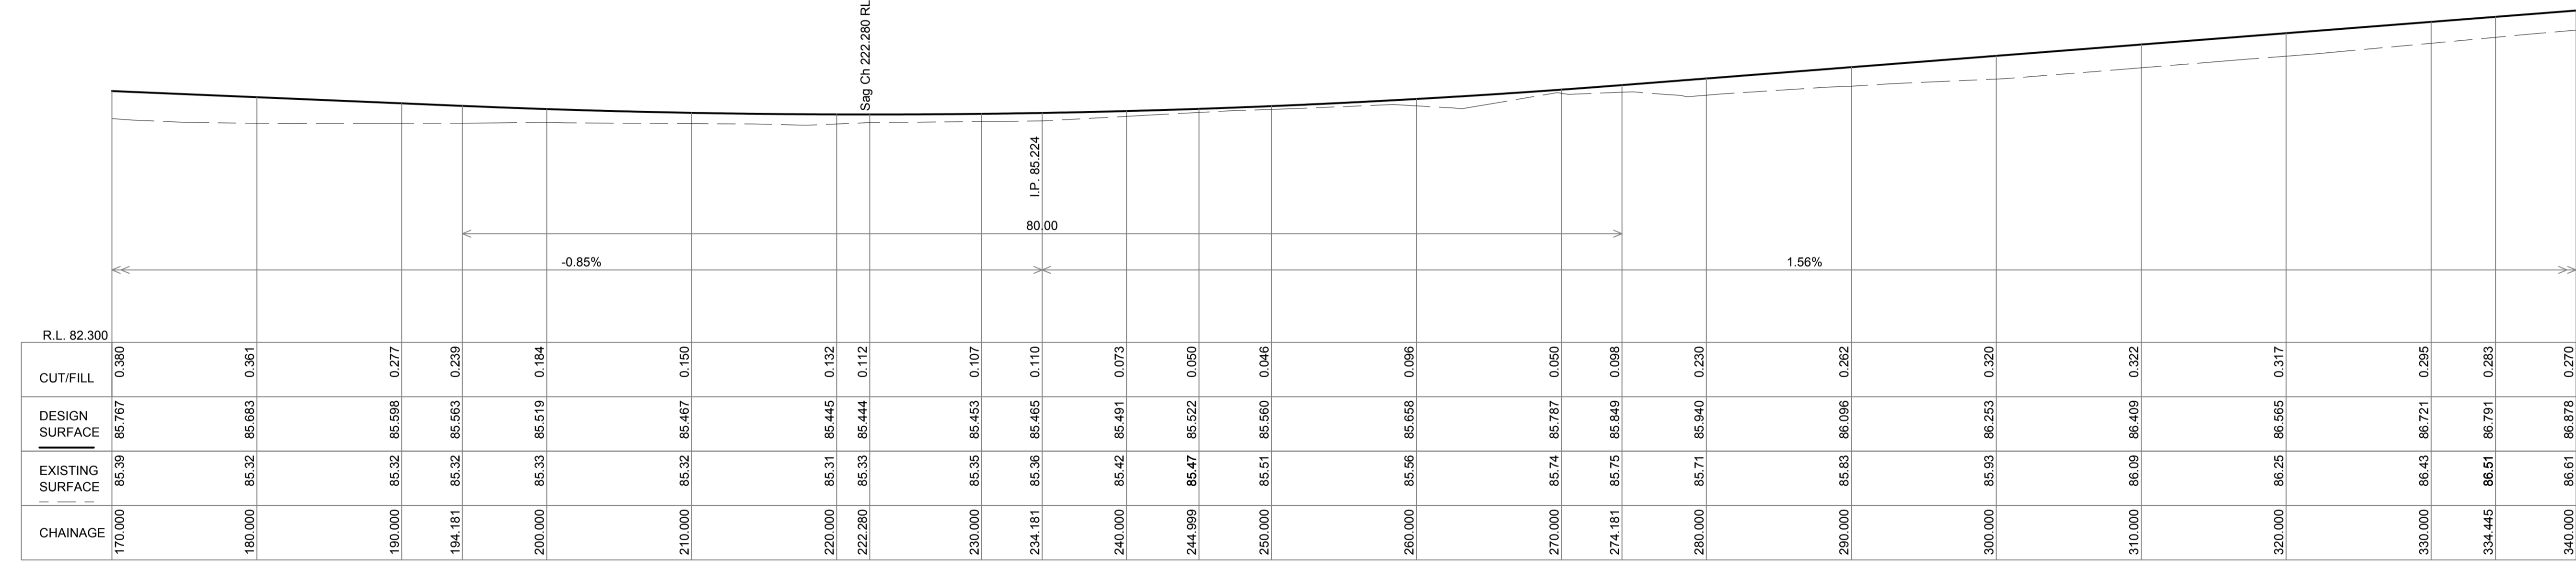 Sag Ch 222.280 RL
I.P. 85.224
80.00
-0.85%
1.56%
R.L. 82.300
CUT/FILL
0.380 0.361 0.277 0.239 0.184 0.150 0.132 0.112 0.107 0.110 0.073 0.050 0.046 0.096 0.050 0.098 0.230 0.262 0.320 0.322 0.317 0.295 0.283 0.270
DESIGN
SURFACE
85.767 85.683 85.598 85.563 85.519 85.467 85.445 85.444 85.453 85.465 85.491 85.522 85.560 85.658 85.787 85.849 85.940 86.096 86.253 86.409 86.565 86.721 86.791 86.878
EXISTING
SURFACE
85.39 85.32 85.32 85.32 85.33 85.32 85.31 85.33 85.35 85.36 85.42 85.47 85.51 85.56 85.74 85.75 85.71 85.83 85.93 86.09 86.25 86.43 86.51 86.61
CHAINAGE
170.000 180.000 190.000 194.181 200.000 210.000 220.000 222.280 230.000 234.181 240.000 244.999 250.000 260.000 270.000 274.181 280.000 290.000 300.000 310.000 320.000 330.000 334.445 340.000